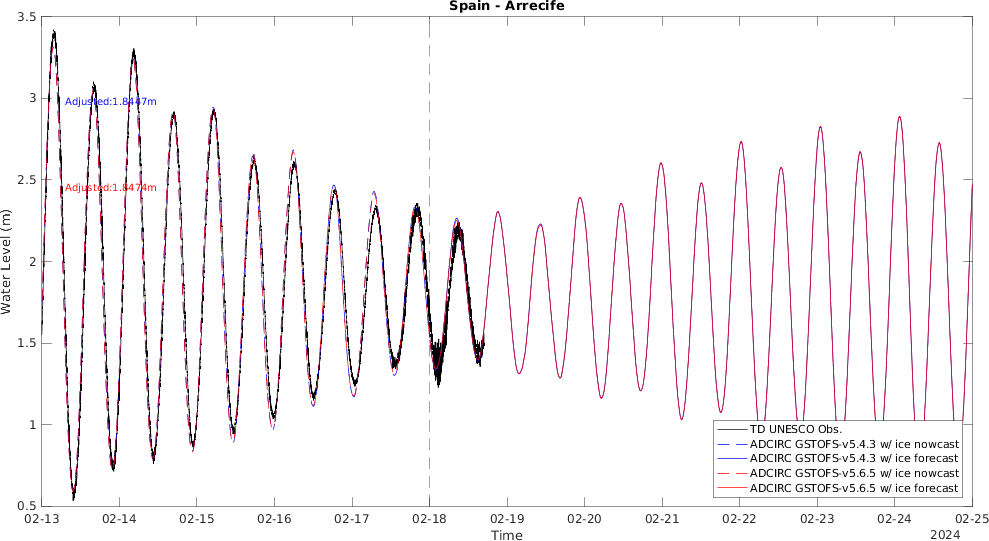 Spain - Arrecife
3.5
3
2.5
2
1.5
1
0.5
Water Level (m)
Adjusted:1.8447m
Adjusted:1.8474m
TD UNESCO Obs.
ADCIRC GSTOFS-v5.4.3 w/ ice nowcast
ADCIRC GSTOFS-v5.4.3 w/ ice forecast
ADCIRC GSTOFS-v5.6.5 w/ ice nowcast
ADCIRC GSTOFS-v5.6.5 w/ ice forecast
02-13 02-14 02-15 02-16 02-17 02-18 02-19 02-20 02-21 02-22 02-23 02-24 02-25
Time
2024